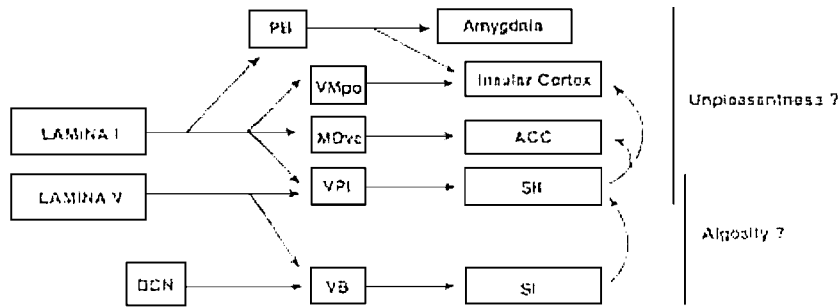 PB
Amygdala
VMpo
Insular Cortex
Unpleasantness ?
LAMINA I
MDvc
ACC
LAMINA V
VPI
SII
Algosity ?
DCN
VB
SI